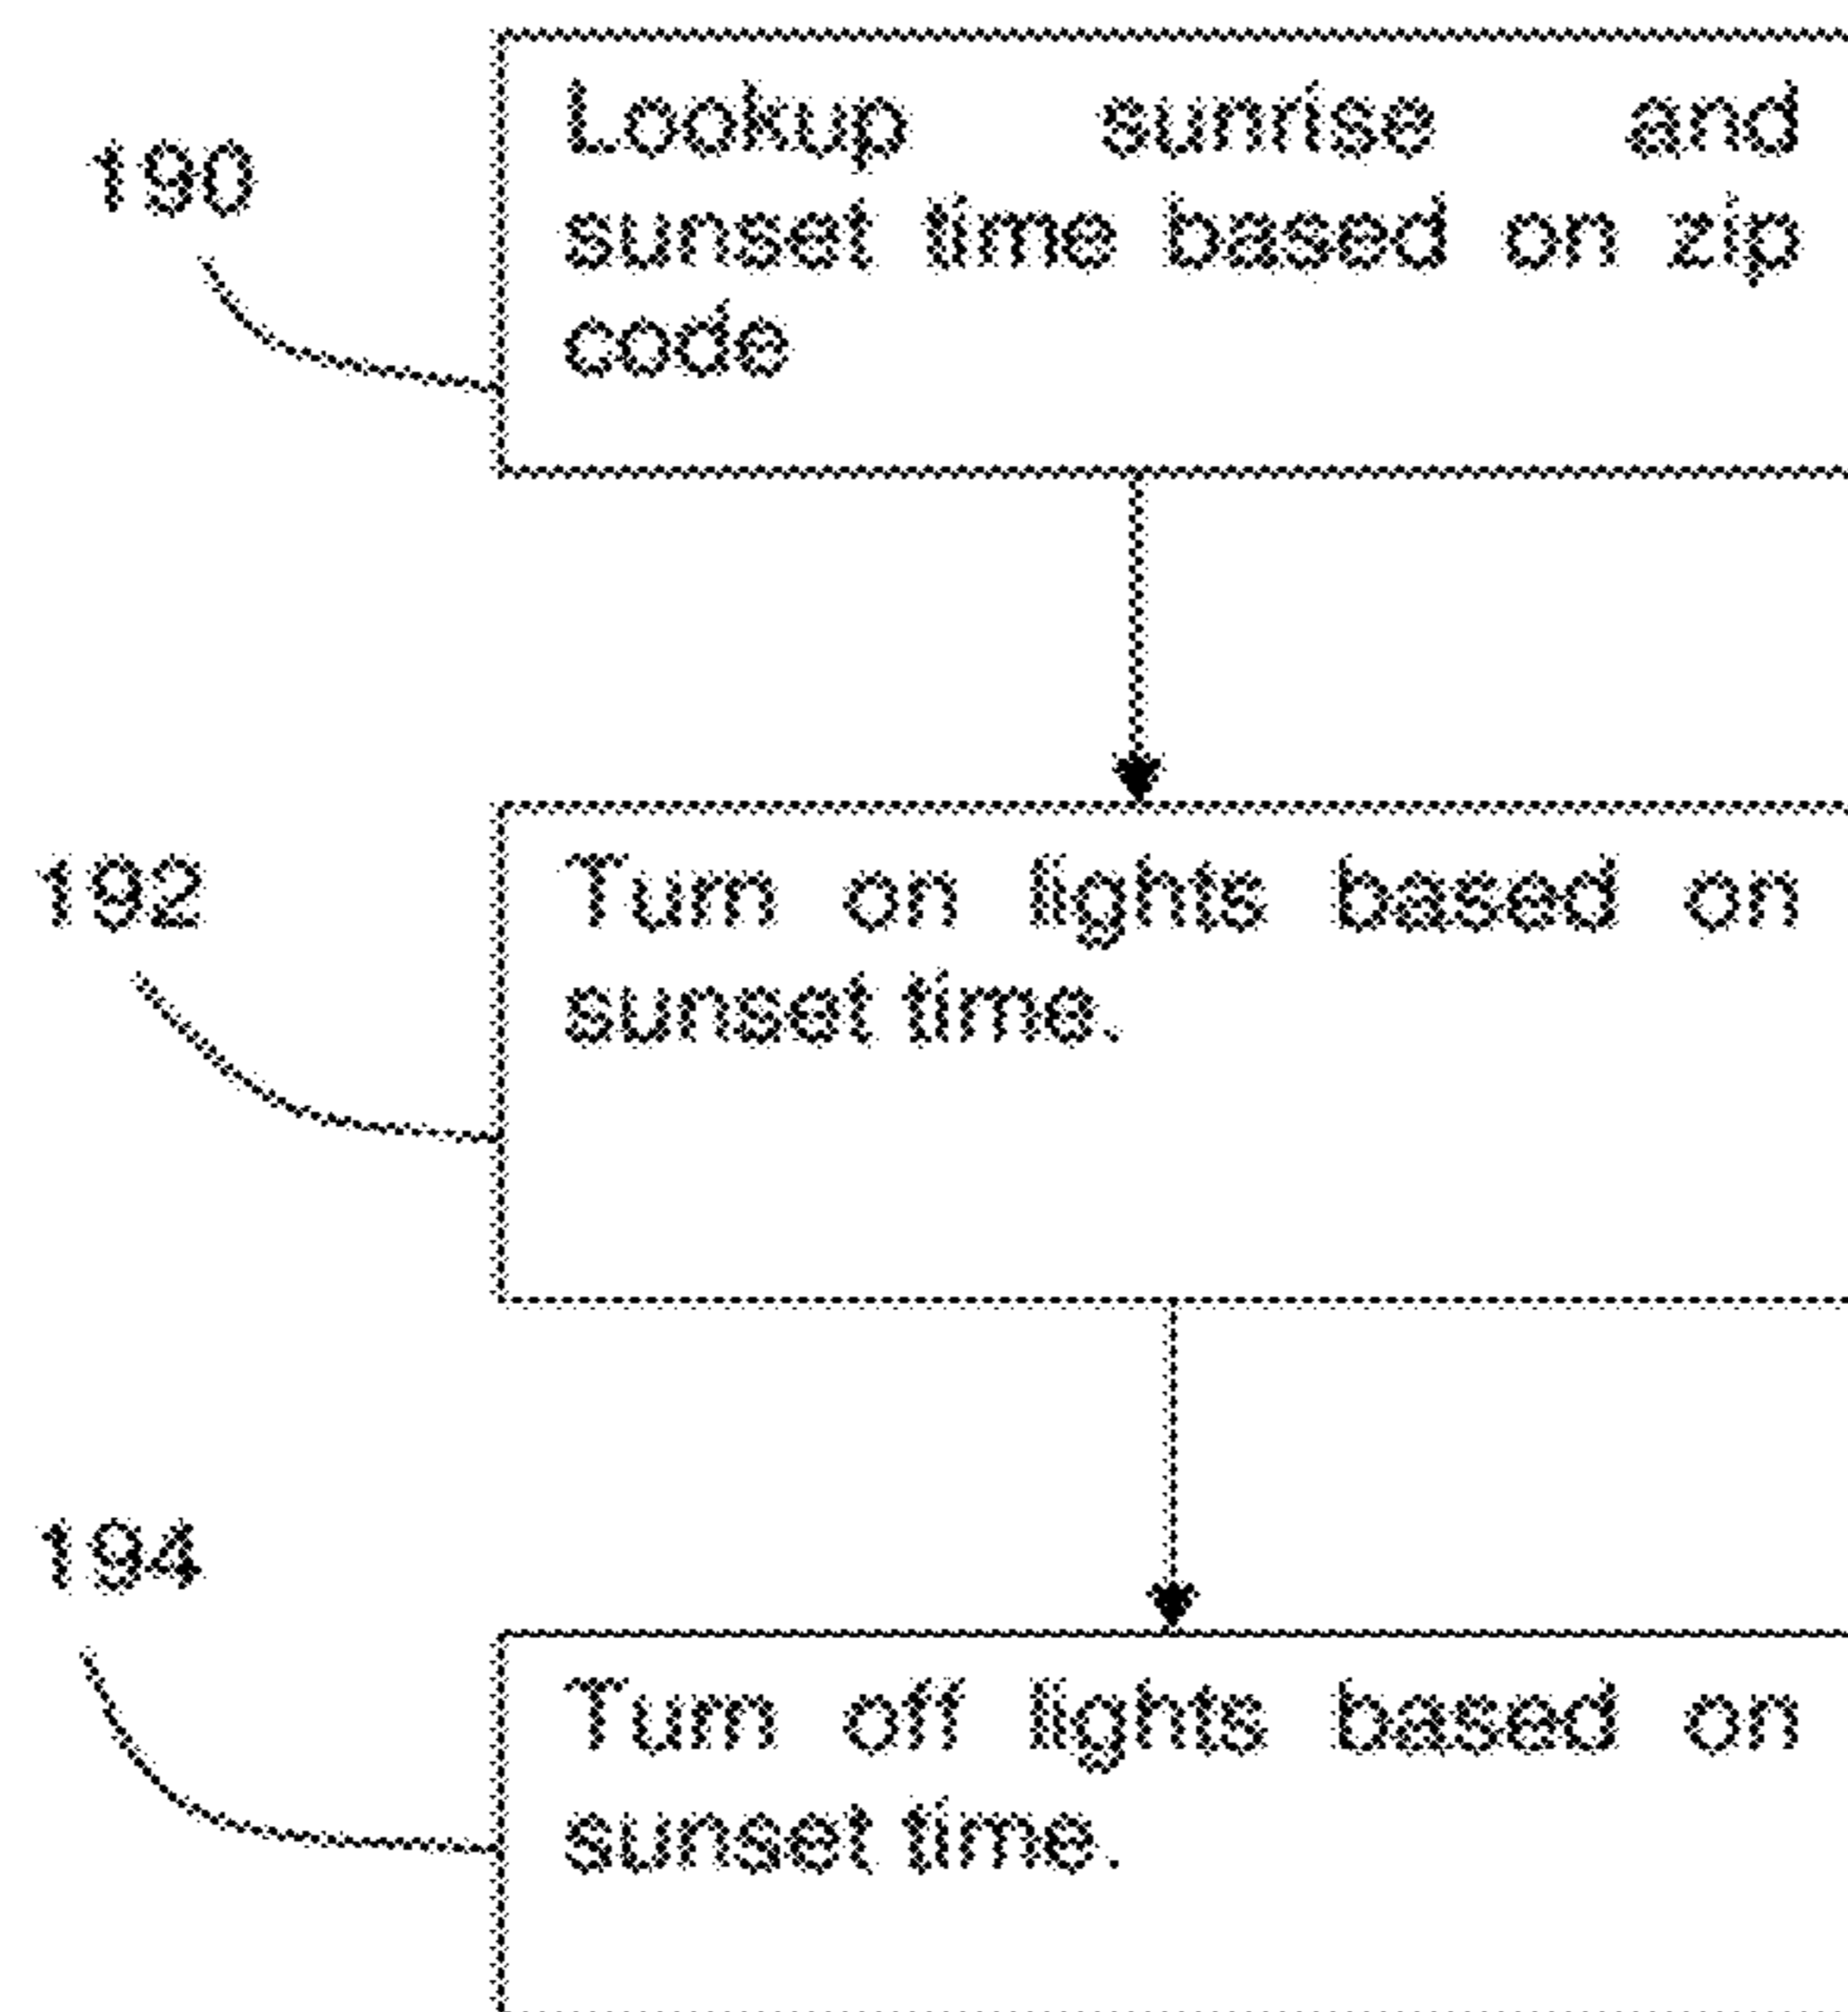 190
Lookup sunrise and
sunset time based on zip
code
192
Turn on lights based on
sunset time.
194
Turn off lights based on
sunset time.